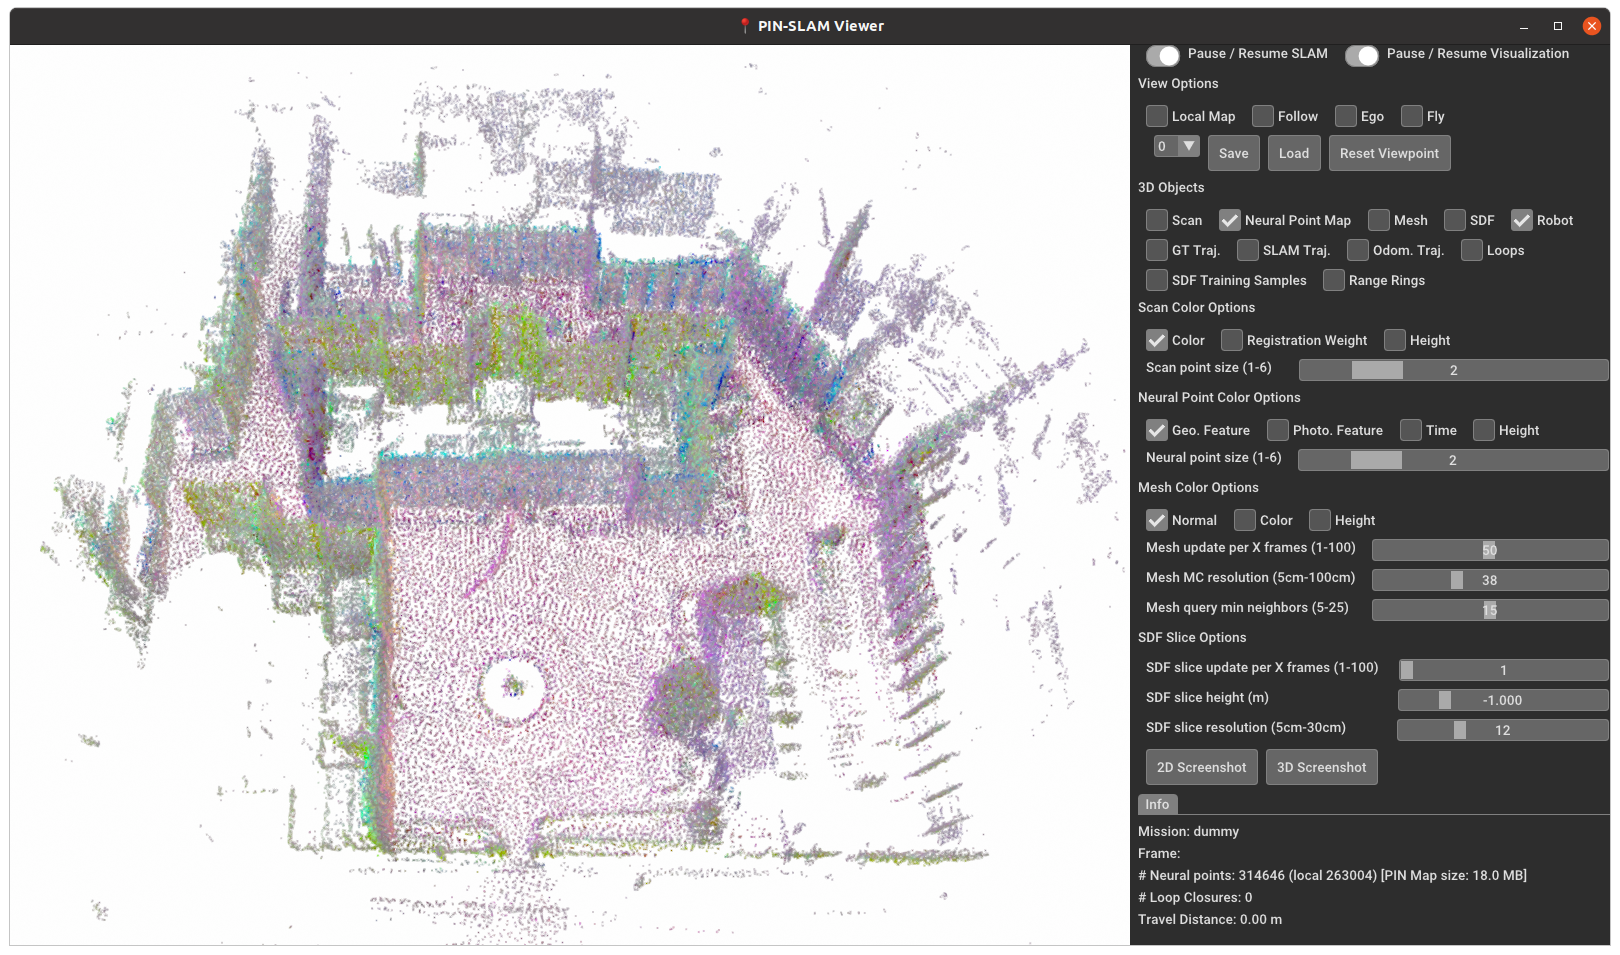 PIN-SLAM Viewer
Pause / Resume SLAM Pause / Resume Visualization
View Options
Local Map Follow Ego Fly
0 Save Load Reset Viewpoint
3D Objects
Scan Neural Point Map Mesh SDF Robot
GT Traj. SLAM Traj. Odom. Traj. Loops
SDF Training Samples Range Rings
Scan Color Options
Color Registration Weight Height
Scan point size (1-6) 2
Neural Point Color Options
Geo. Feature Photo. Feature Time Height
Neural point size (1-6) 2
Mesh Color Options
Normal Color Height
Mesh update per X frames (1-100) 50
Mesh MC resolution (5cm-100cm) 38
Mesh query min neighbors (5-25) 15
SDF Slice Options
SDF slice update per X frames (1-100) 1
SDF slice height (m) -1.000
SDF slice resolution (5cm-30cm) 12
2D Screenshot 3D Screenshot
Info
Mission: dummy
Frame:
# Neural points: 314646 (local 263004) [PIN Map size: 18.0 MB]
# Loop Closures: 0
Travel Distance: 0.00 m